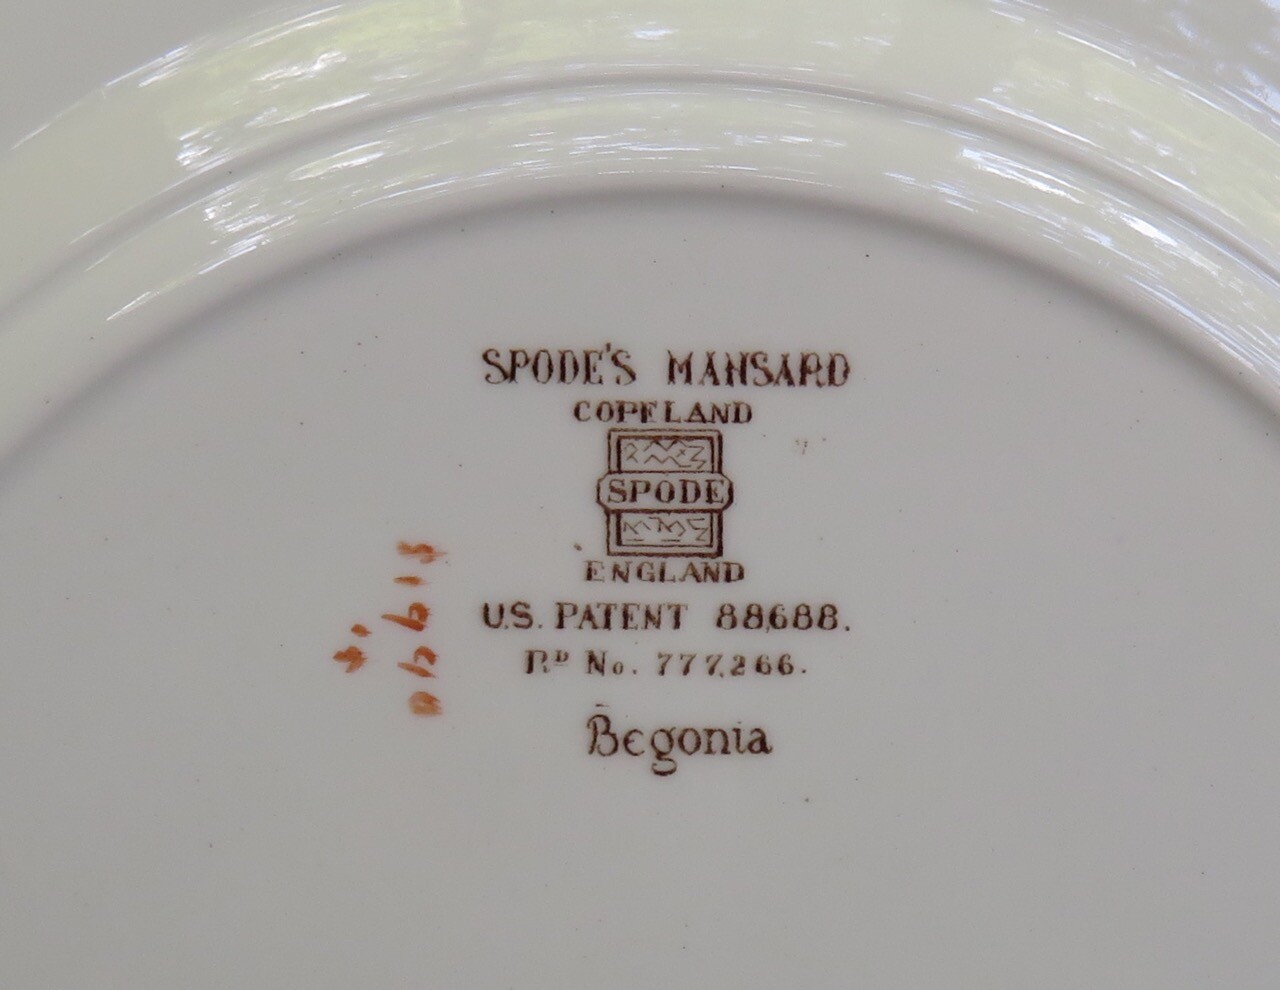 SPODE'S MANSARD
COPELAND
SPODE
ENGLAND
U.S. PATENT 88,688.
Rᴰ No. 777,266.
Begonia